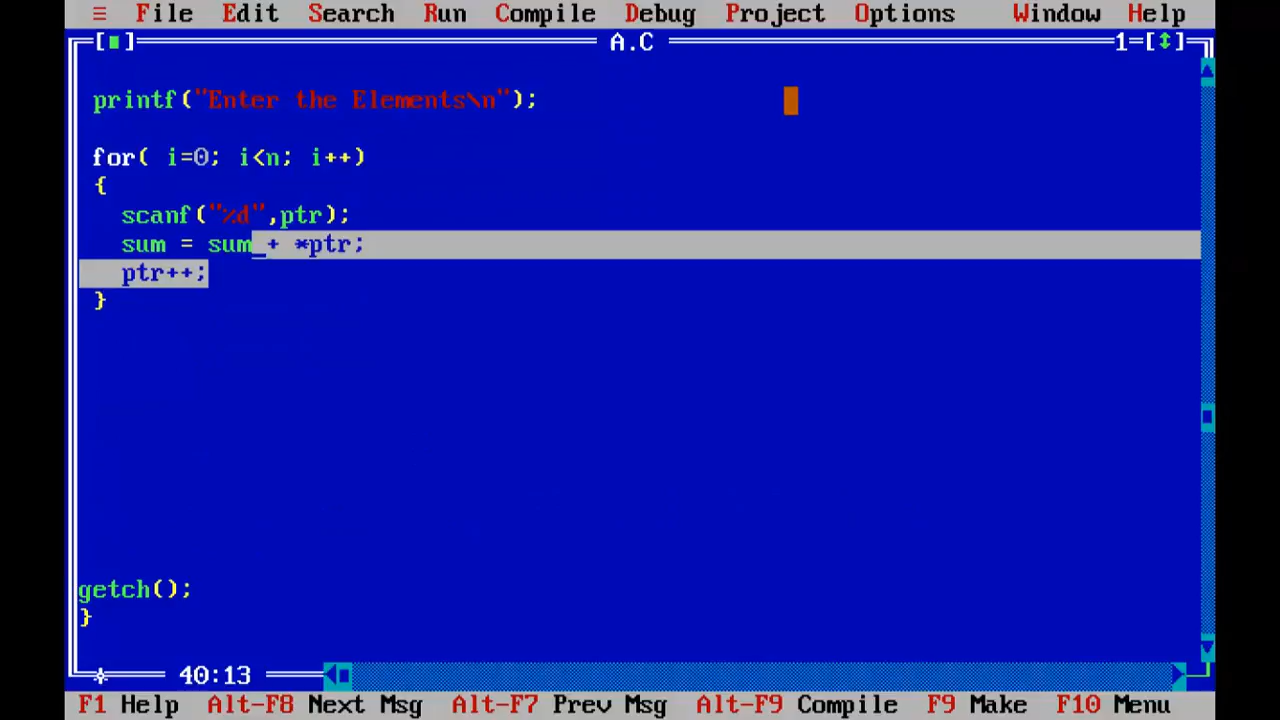 ≡ File Edit Search Run Compile Debug Project Options Window Help
[■] A.C 1=[↕]
printf("Enter the Elements\n");
for( i=0; i<n; i++)
{
scanf("%d",ptr);
sum = sum + *ptr;
ptr++;
}
getch();
}
40:13
F1 Help Alt-F8 Next Msg Alt-F7 Prev Msg Alt-F9 Compile F9 Make F10 Menu